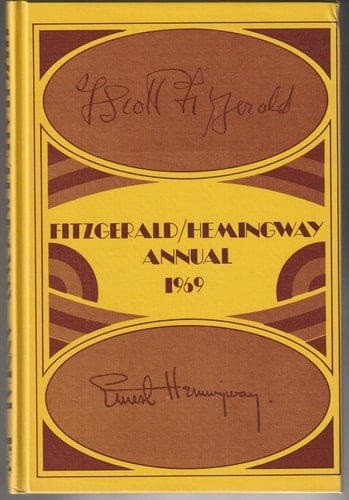 F Scott Fitzgerald
FITZGERALD/HEMINGWAY
ANNUAL
1969
Ernest Hemingway.